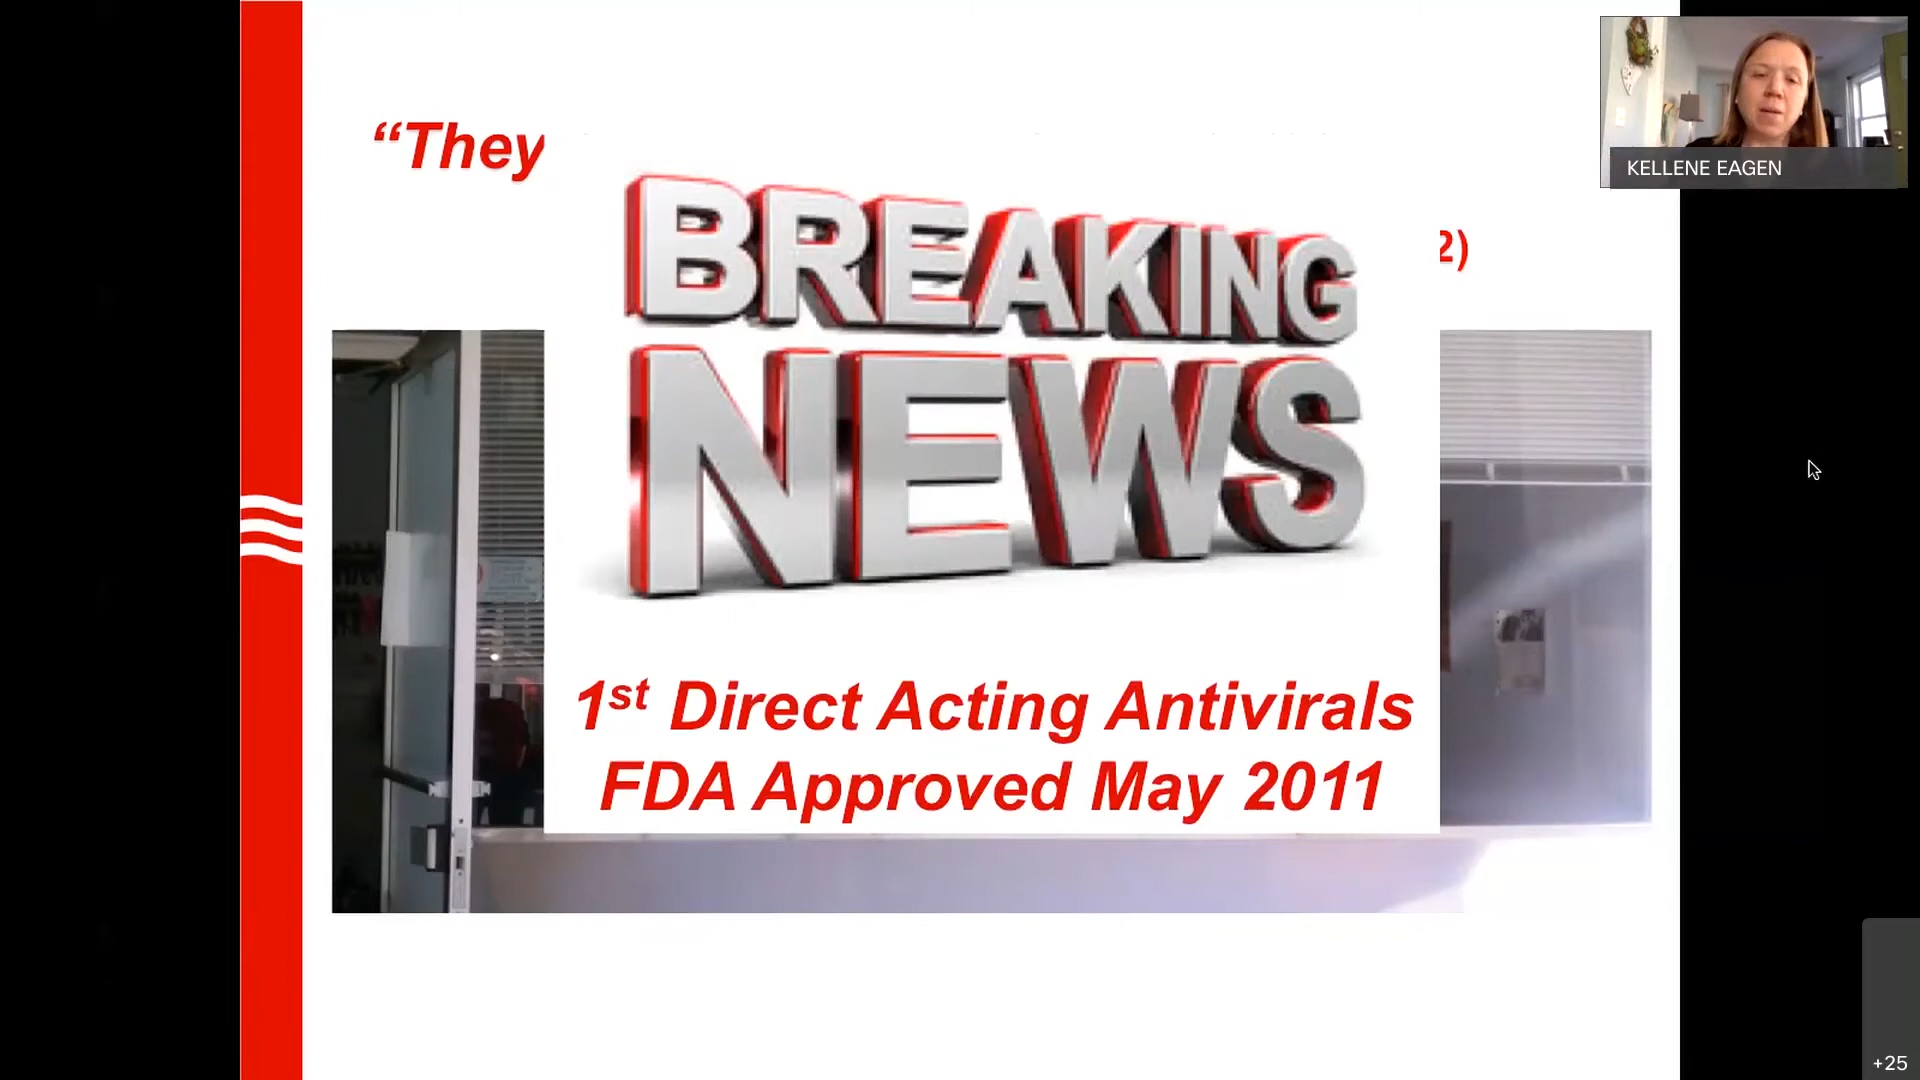 “They
BREAKING
NEWS
2)
1st Direct Acting Antivirals
FDA Approved May 2011
KELLENE EAGEN
+25